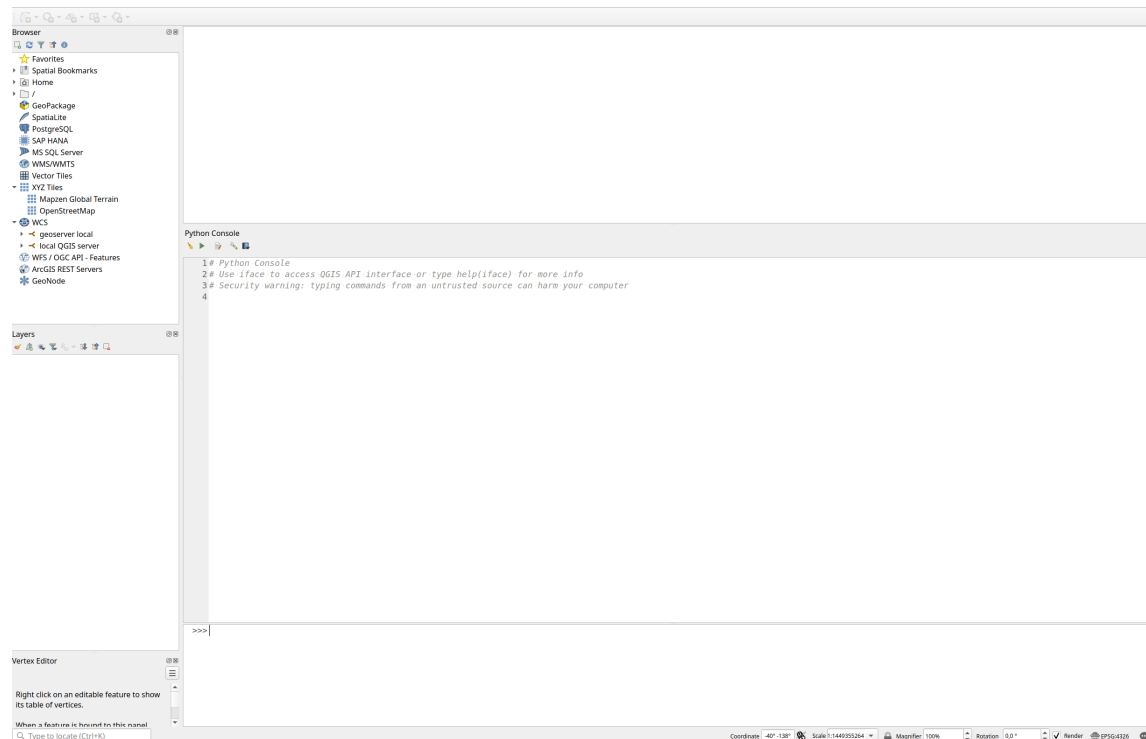 Browser
Favorites
Spatial Bookmarks
Home
/
GeoPackage
SpatiaLite
PostgreSQL
SAP HANA
MS SQL Server
WMS/WMTS
Vector Tiles
XYZ Tiles
Mapzen Global Terrain
OpenStreetMap
WCS
geoserver local
local QGIS server
WFS / OGC API - Features
ArcGIS REST Servers
GeoNode
Layers
Vertex Editor
Right click on an editable feature to show
its table of vertices.
When a feature is bound to this panel
Type to locate (Ctrl+K)
Python Console
1 # Python Console
2 # Use iface to access QGIS API interface or type help(iface) for more info
3 # Security warning: typing commands from an untrusted source can harm your computer
4
>>>
Coordinate -40° -138° Scale 1:1449355264 Magnifier 100% Rotation 0,0 ° Render EPSG:4326